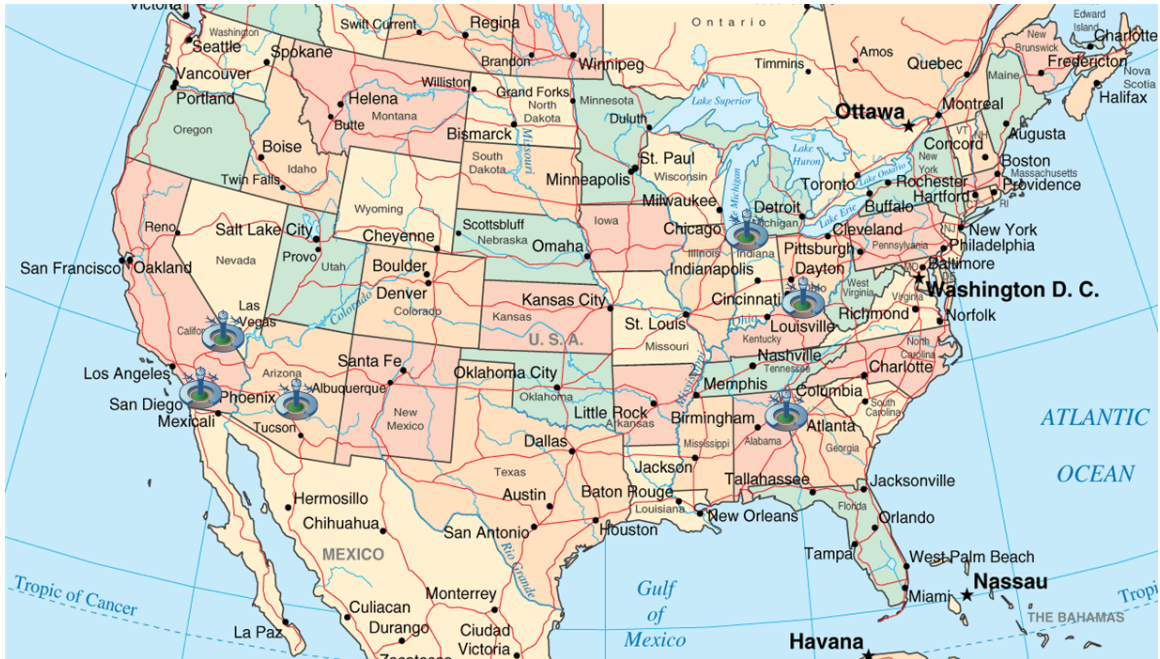 Victoria
Washington
Seattle
Spokane
Vancouver
Portland
Oregon
Swift Current
Regina
Brandon
Winnipeg
Ontario
Timmins
Amos
Quebec
Edward
Island
Charlotte
New
Brunswick
Fredericton
Nova
Scotia
Halifax
Maine
Montreal
Ottawa
Augusta
Williston
Grand Forks
North
Dakota
Minnesota
Lake Superior
Duluth
Helena
Montana
Butte
Bismarck
Missouri
Boise
Idaho
Twin Falls
South
Dakota
St. Paul
Minneapolis
Wisconsin
Lake
Huron
VT
NH
Concord
Boston
Massachusetts
Providence
RI
New
York
Lake Ontario
Toronto
Rochester
Hartford
Buffalo
Milwaukee
Detroit
Lake Erie
Wyoming
Scottsbluff
Nebraska
Iowa
Chicago
Cleveland
New York
NJ
Reno
Salt Lake City
Provo
Utah
Cheyenne
Omaha
Illinois
Indiana
Pittsburgh
Pennsylvania
Philadelphia
San Francisco
Oakland
Nevada
Boulder
Denver
Colorado
Colorado
Indianapolis
Dayton
Baltimore
MD
West
Virginia
Washington D. C.
Kansas City
Kansas
Cincinnati
Virginia
Richmond
Norfolk
Las
Vegas
St. Louis
Ohio
Louisville
U. S. A.
Missouri
Kentucky
North
Carolina
Los Angeles
Arizona
Santa Fe
Albuquerque
Oklahoma City
Oklahoma
Nashville
Tennessee
Memphis
Mississippi
Charlotte
Columbia
South
Carolina
San Diego
Phoenix
Mexicali
Tucson
New
Mexico
Little Rock
Arkansas
Birmingham
Alabama
Atlanta
Georgia
ATLANTIC
OCEAN
Dallas
Mississippi
Jackson
Texas
Tallahassee
Jacksonville
Austin
Baton Rouge
Louisiana
New Orleans
Florida
Orlando
Hermosillo
Chihuahua
San Antonio
Houston
Tampa
West Palm Beach
MEXICO
Rio Grande
Miami
Nassau
Tropic of Cancer
Gulf
of
Mexico
THE BAHAMAS
Monterrey
Culiacan
La Paz
Durango
Ciudad
Victoria
Havana